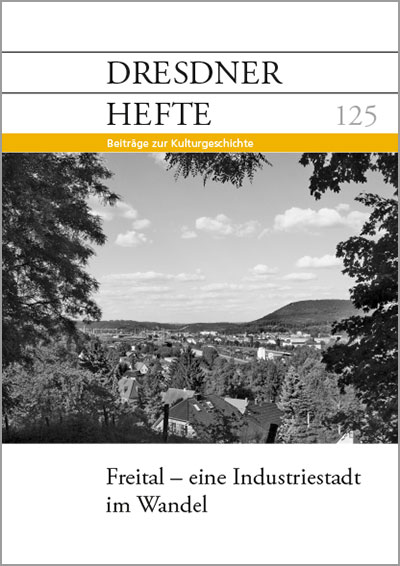 DRESDNER
HEFTE 125
Beiträge zur Kulturgeschichte
Freital – eine Industriestadt
im Wandel